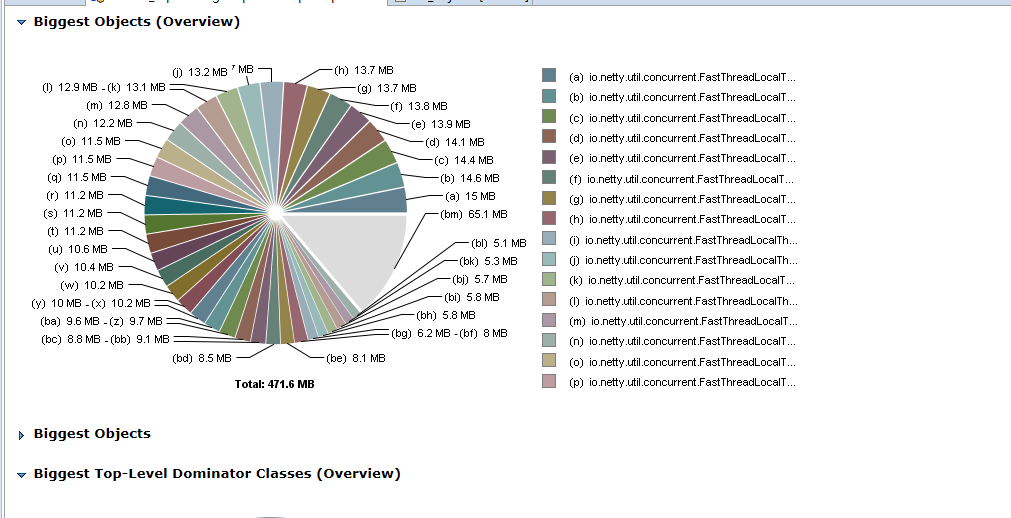 Biggest Objects (Overview)
(j) 13.2 MB
7 MB
(h) 13.7 MB
(l) 12.9 MB - (k) 13.1 MB
(g) 13.7 MB
(m) 12.8 MB
(f) 13.8 MB
(n) 12.2 MB
(e) 13.9 MB
(o) 11.5 MB
(d) 14.1 MB
(p) 11.5 MB
(c) 14.4 MB
(q) 11.5 MB
(b) 14.6 MB
(r) 11.2 MB
(a) 15 MB
(s) 11.2 MB
(bm) 65.1 MB
(t) 11.2 MB
(u) 10.6 MB
(bl) 5.1 MB
(v) 10.4 MB
(bk) 5.3 MB
(w) 10.2 MB
(bj) 5.7 MB
(y) 10 MB - (x) 10.2 MB
(bi) 5.8 MB
(ba) 9.6 MB - (z) 9.7 MB
(bh) 5.8 MB
(bc) 8.8 MB - (bb) 9.1 MB
(bg) 6.2 MB - (bf) 8 MB
(bd) 8.5 MB
(be) 8.1 MB
Total: 471.6 MB
(a) io.netty.util.concurrent.FastThreadLocalT...
(b) io.netty.util.concurrent.FastThreadLocalT...
(c) io.netty.util.concurrent.FastThreadLocalT...
(d) io.netty.util.concurrent.FastThreadLocalT...
(e) io.netty.util.concurrent.FastThreadLocalT...
(f) io.netty.util.concurrent.FastThreadLocalT...
(g) io.netty.util.concurrent.FastThreadLocalT...
(h) io.netty.util.concurrent.FastThreadLocalT...
(i) io.netty.util.concurrent.FastThreadLocalTh...
(j) io.netty.util.concurrent.FastThreadLocalTh...
(k) io.netty.util.concurrent.FastThreadLocalT...
(l) io.netty.util.concurrent.FastThreadLocalTh...
(m) io.netty.util.concurrent.FastThreadLocalT...
(n) io.netty.util.concurrent.FastThreadLocalT...
(o) io.netty.util.concurrent.FastThreadLocalT...
(p) io.netty.util.concurrent.FastThreadLocalT...
Biggest Objects
Biggest Top-Level Dominator Classes (Overview)